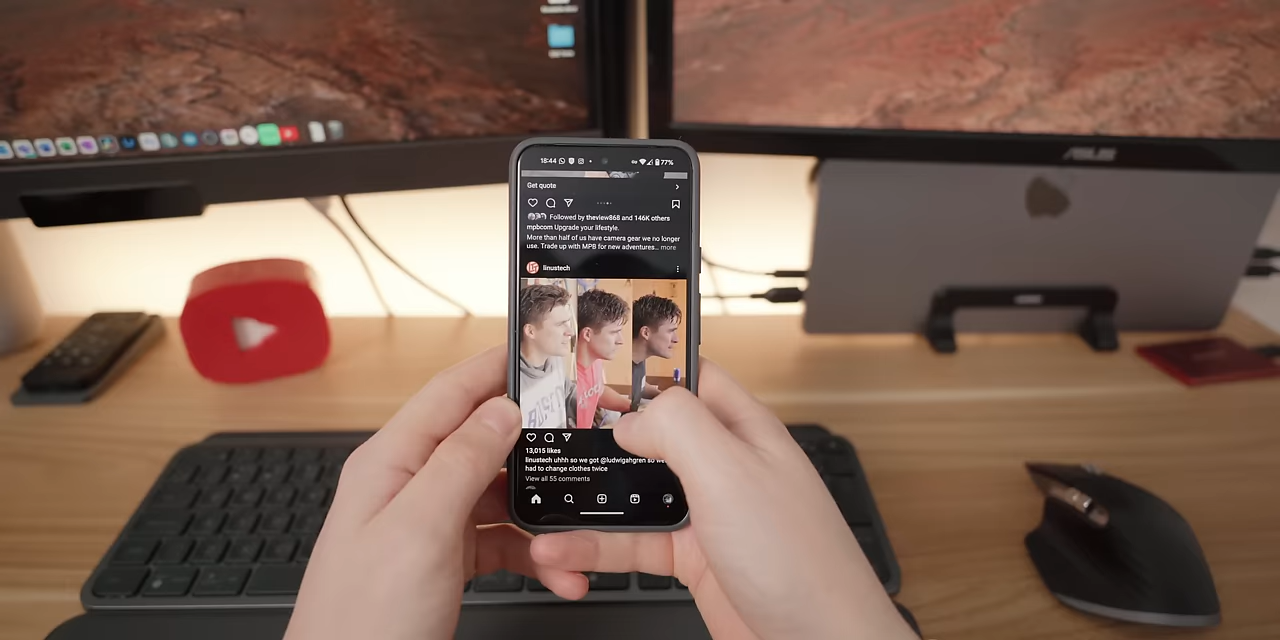 18:44
77%
Get quote
Followed by theview868 and 146K others
mpbcom Upgrade your lifestyle.
More than half of us have camera gear we no longer
use. Trade up with MPB for new adventures... more
linustech
13,015 likes
linustech uhhh so we got @ludwigahgren so we
had to change clothes twice
View all 55 comments
ASUS